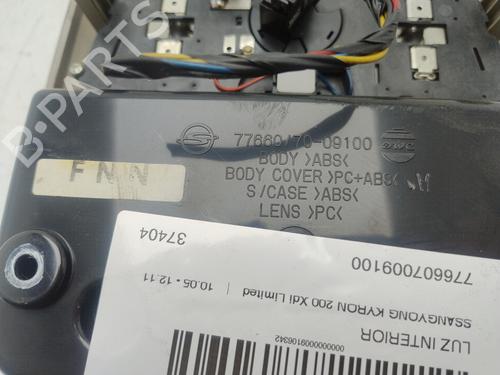 77660/70-09100
BODY >ABS<
BODY COVER >PC+ABS<
S/CASE >ABS<
LENS >PC<
FNN
776607009100
37404
SSANGYONG KYRON 200 Xdi Limited | 10.05 - 12.11
LUZ INTERIOR
B-PARTS